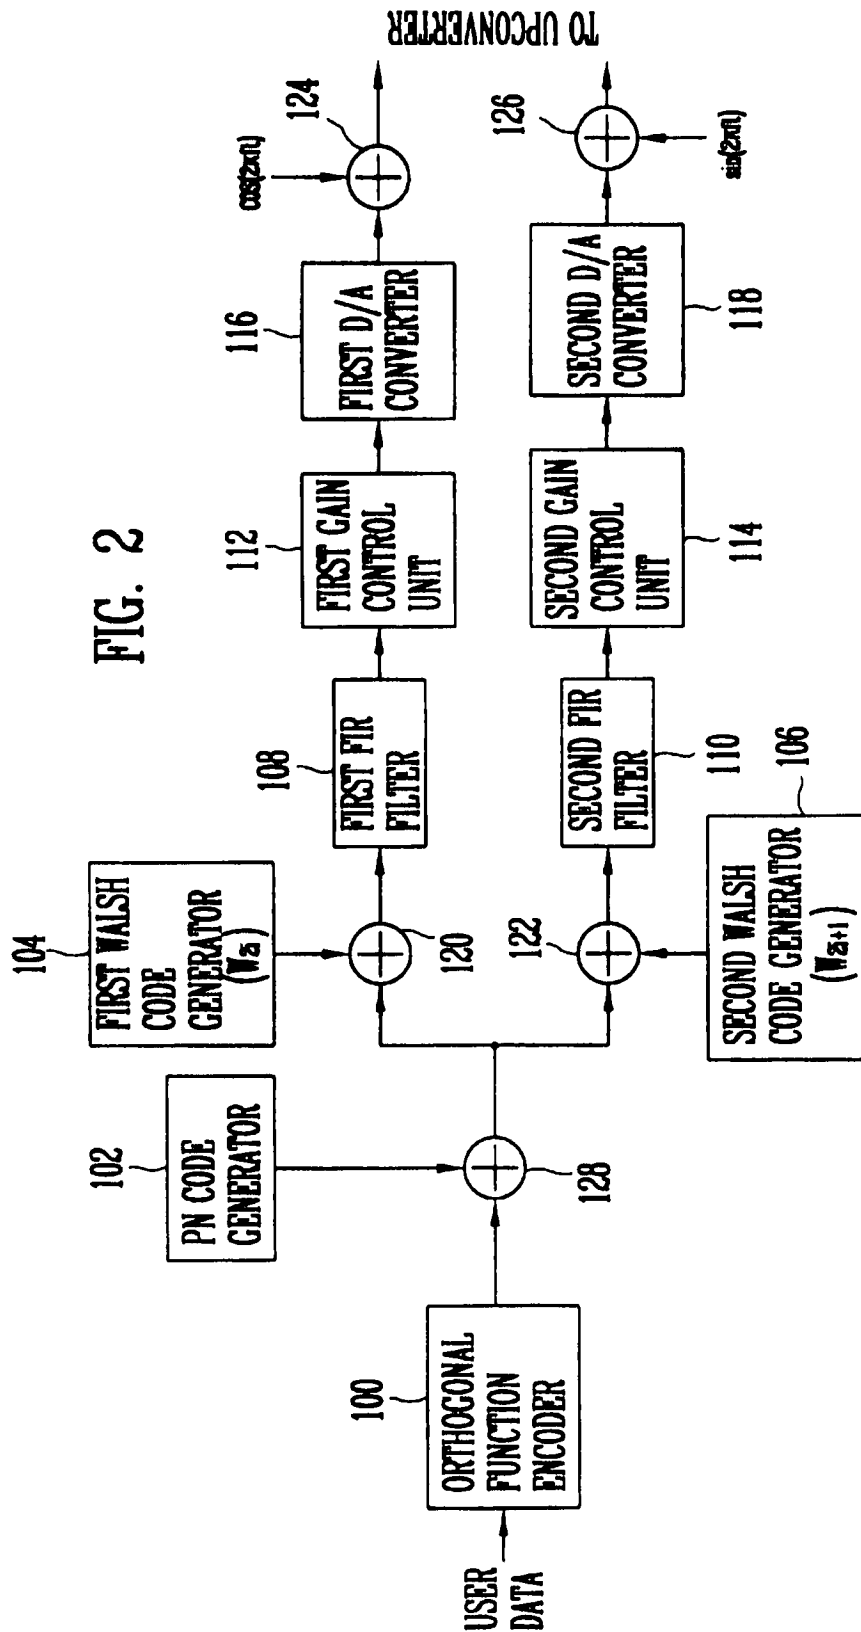 FIG. 2
USER
DATA
100
ORTHOGONAL
FUNCTION
ENCODER
102
PN CODE
GENERATOR
128
104
FIRST WALSH
CODE
GENERATOR
(W2i)
120
122
SECOND WALSH
CODE GENERATOR
(W2i+1)
106
108
FIRST FIR
FILTER
SECOND FIR
FILTER
110
112
FIRST GAIN
CONTROL
UNIT
SECOND GAIN
CONTROL
UNIT
114
116
FIRST D/A
CONVERTER
SECOND D/A
CONVERTER
118
cos(2πft)
124
126
sin(2πft)
TO UPCONVERTER